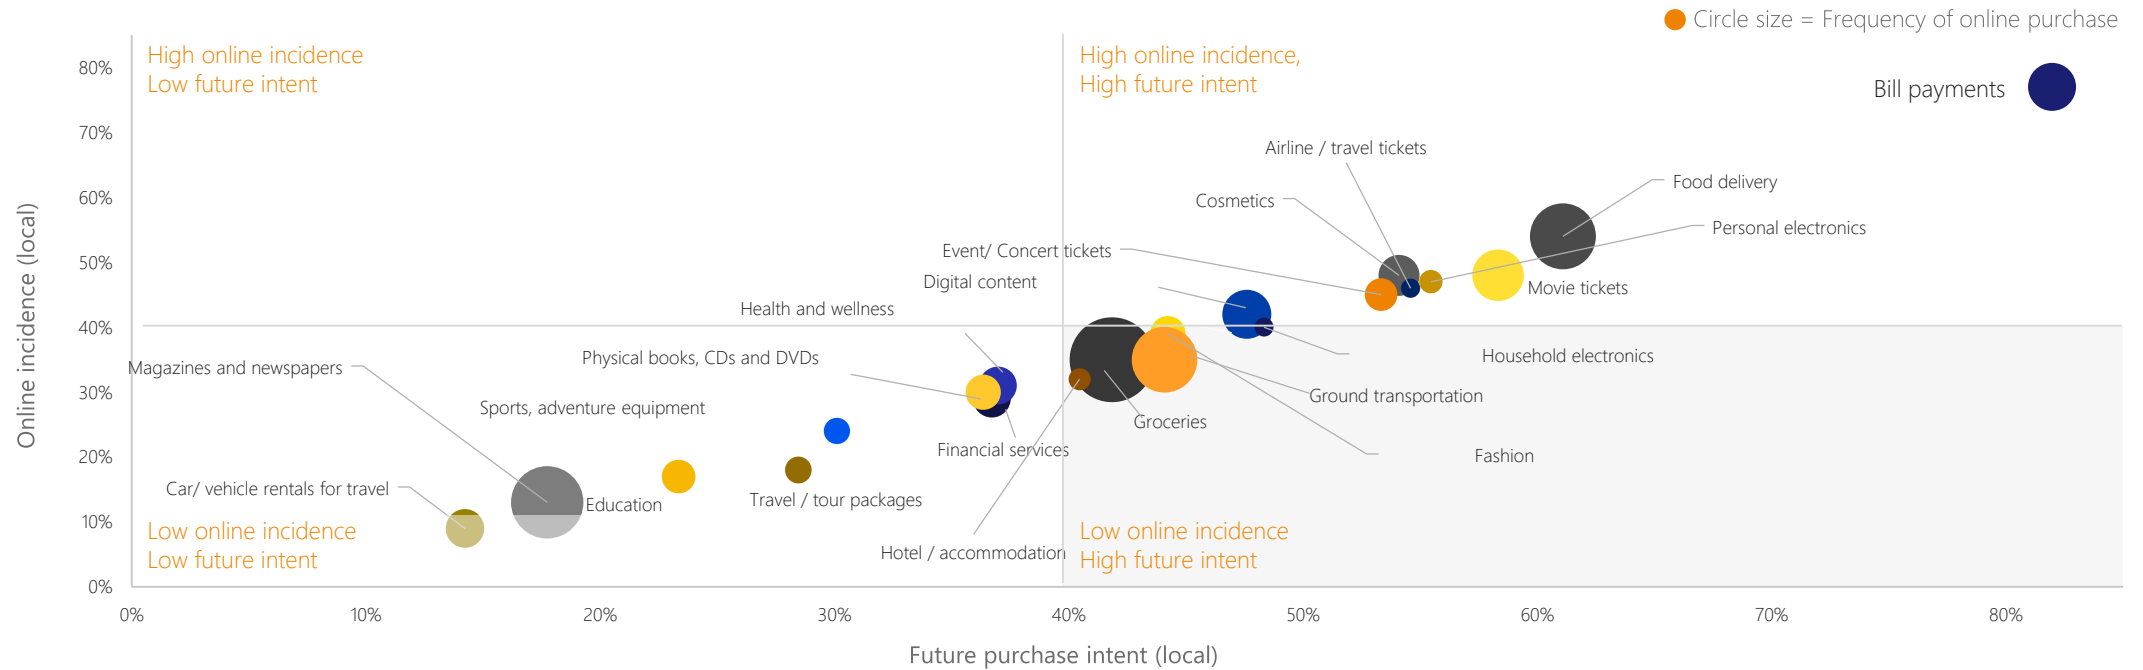 Circle size = Frequency of online purchase
High online incidence
Low future intent
High online incidence,
High future intent
80%
Bill payments
70%
Airline / travel tickets
Food delivery
60%
Cosmetics
Personal electronics
Event/ Concert tickets
50%
Digital content
Movie tickets
Health and wellness
40%
Online incidence (local)
Physical books, CDs and DVDs
Household electronics
Magazines and newspapers
30%
Ground transportation
Sports, adventure equipment
Groceries
Financial services
Fashion
20%
Car/ vehicle rentals for travel
Travel / tour packages
Education
10%
Low online incidence
Low future intent
Low online incidence
High future intent
Hotel / accommodation
0%
0%
10%
20%
30%
40%
50%
60%
70%
80%
Future purchase intent (local)